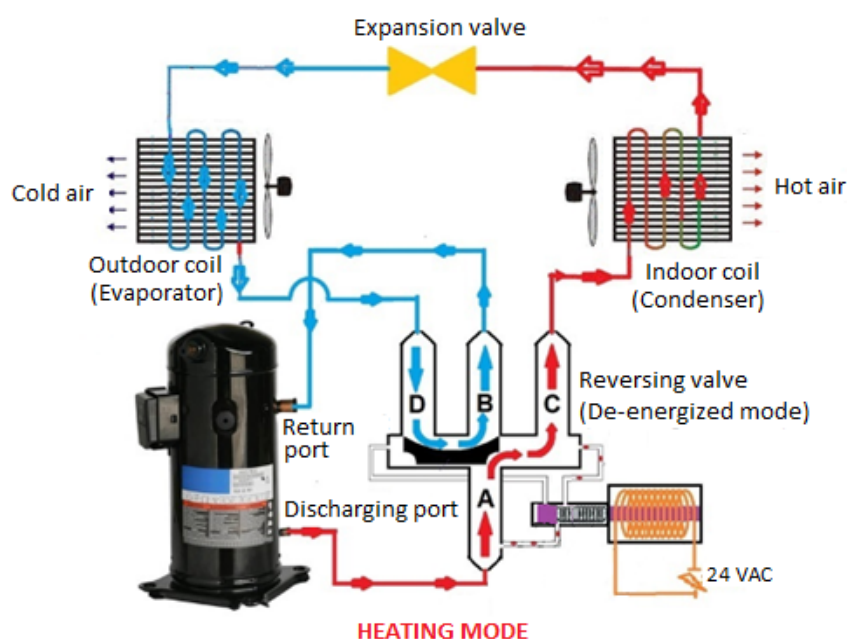 Expansion valve
Cold air
Hot air
Outdoor coil
(Evaporator)
Indoor coil
(Condenser)
D
B
C
Reversing valve
(De-energized mode)
Return
port
A
Discharging port
24 VAC
HEATING MODE